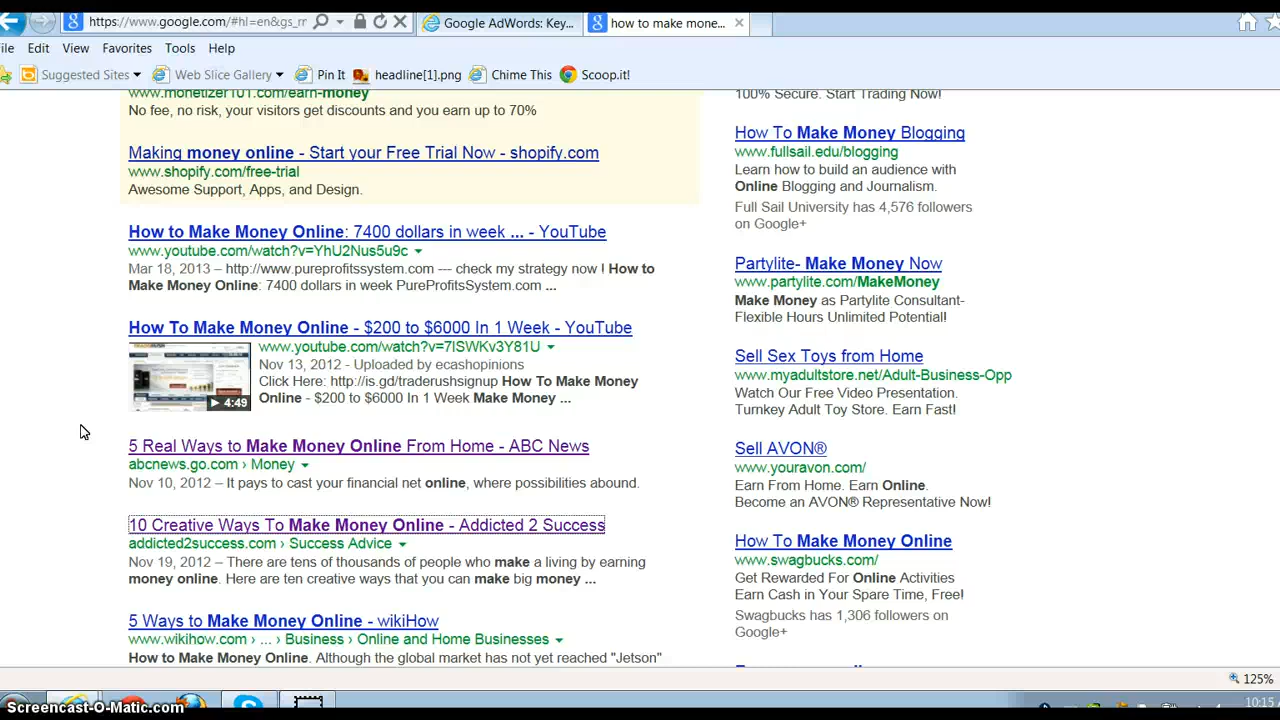 https://www.google.com/#hl=en&gs_rn
Google AdWords: Key...
how to make mone...
File
Edit
View
Favorites
Tools
Help
Suggested Sites
Web Slice Gallery
Pin It
headline[1].png
Chime This
Scoop.it!
www.monetizer101.com/earn-money
No fee, no risk, your visitors get discounts and you earn up to 70%
Making money online - Start your Free Trial Now - shopify.com
www.shopify.com/free-trial
Awesome Support, Apps, and Design.
How to Make Money Online: 7400 dollars in week ... - YouTube
www.youtube.com/watch?v=YhU2Nus5u9c
Mar 18, 2013 – http://www.pureprofitssystem.com --- check my strategy now ! How to
Make Money Online: 7400 dollars in week PureProfitsSystem.com ...
How To Make Money Online - $200 to $6000 In 1 Week - YouTube
www.youtube.com/watch?v=7lSWKv3Y81U
Nov 13, 2012 - Uploaded by ecashopinions
Click Here: http://is.gd/traderushsignup How To Make Money
Online - $200 to $6000 In 1 Week Make Money ...
4:49
5 Real Ways to Make Money Online From Home - ABC News
abcnews.go.com › Money
Nov 10, 2012 – It pays to cast your financial net online, where possibilities abound.
10 Creative Ways To Make Money Online - Addicted 2 Success
addicted2success.com › Success Advice
Nov 19, 2012 – There are tens of thousands of people who make a living by earning
money online. Here are ten creative ways that you can make big money ...
5 Ways to Make Money Online - wikiHow
www.wikihow.com › ... › Business › Online and Home Businesses
How to Make Money Online. Although the global market has not yet reached "Jetson"
100% Secure. Start Trading Now!
How To Make Money Blogging
www.fullsail.edu/blogging
Learn how to build an audience with
Online Blogging and Journalism.
Full Sail University has 4,576 followers
on Google+
Partylite- Make Money Now
www.partylite.com/MakeMoney
Make Money as Partylite Consultant-
Flexible Hours Unlimited Potential!
Sell Sex Toys from Home
www.myadultstore.net/Adult-Business-Opp
Watch Our Free Video Presentation.
Turnkey Adult Toy Store. Earn Fast!
Sell AVON®
www.youravon.com/
Earn From Home. Earn Online.
Become an AVON® Representative Now!
How To Make Money Online
www.swagbucks.com/
Get Rewarded For Online Activities
Earn Cash in Your Spare Time, Free!
Swagbucks has 1,306 followers on
Google+
125%
10:15
Screencast-O-Matic.com